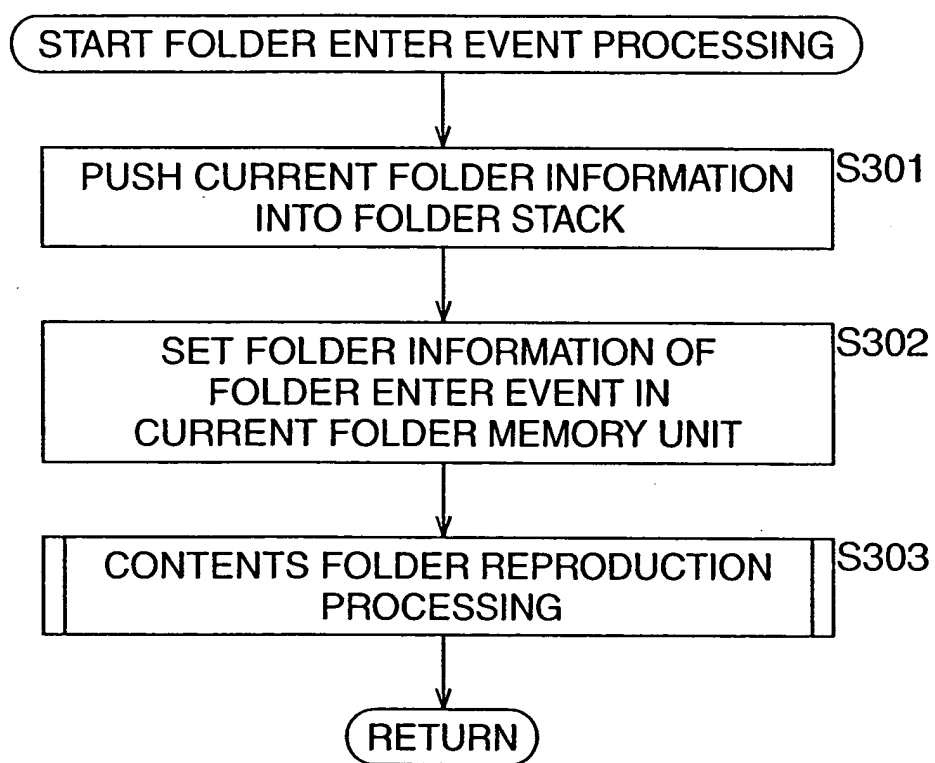 START FOLDER ENTER EVENT PROCESSING
PUSH CURRENT FOLDER INFORMATION
INTO FOLDER STACK
S301
SET FOLDER INFORMATION OF
FOLDER ENTER EVENT IN
CURRENT FOLDER MEMORY UNIT
S302
CONTENTS FOLDER REPRODUCTION
PROCESSING
S303
RETURN